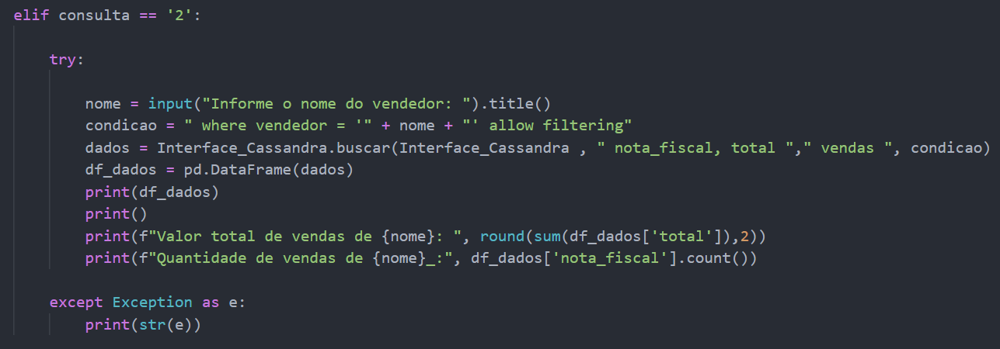 elif consulta == '2':
try:
nome = input("Informe o nome do vendedor: ").title()
condicao = " where vendedor = '" + nome + "' allow filtering"
dados = Interface_Cassandra.buscar(Interface_Cassandra , " nota_fiscal, total "," vendas ", condicao)
df_dados = pd.DataFrame(dados)
print(df_dados)
print()
print(f"Valor total de vendas de {nome}: ", round(sum(df_dados['total']),2))
print(f"Quantidade de vendas de {nome}_:", df_dados['nota_fiscal'].count())
except Exception as e:
print(str(e))